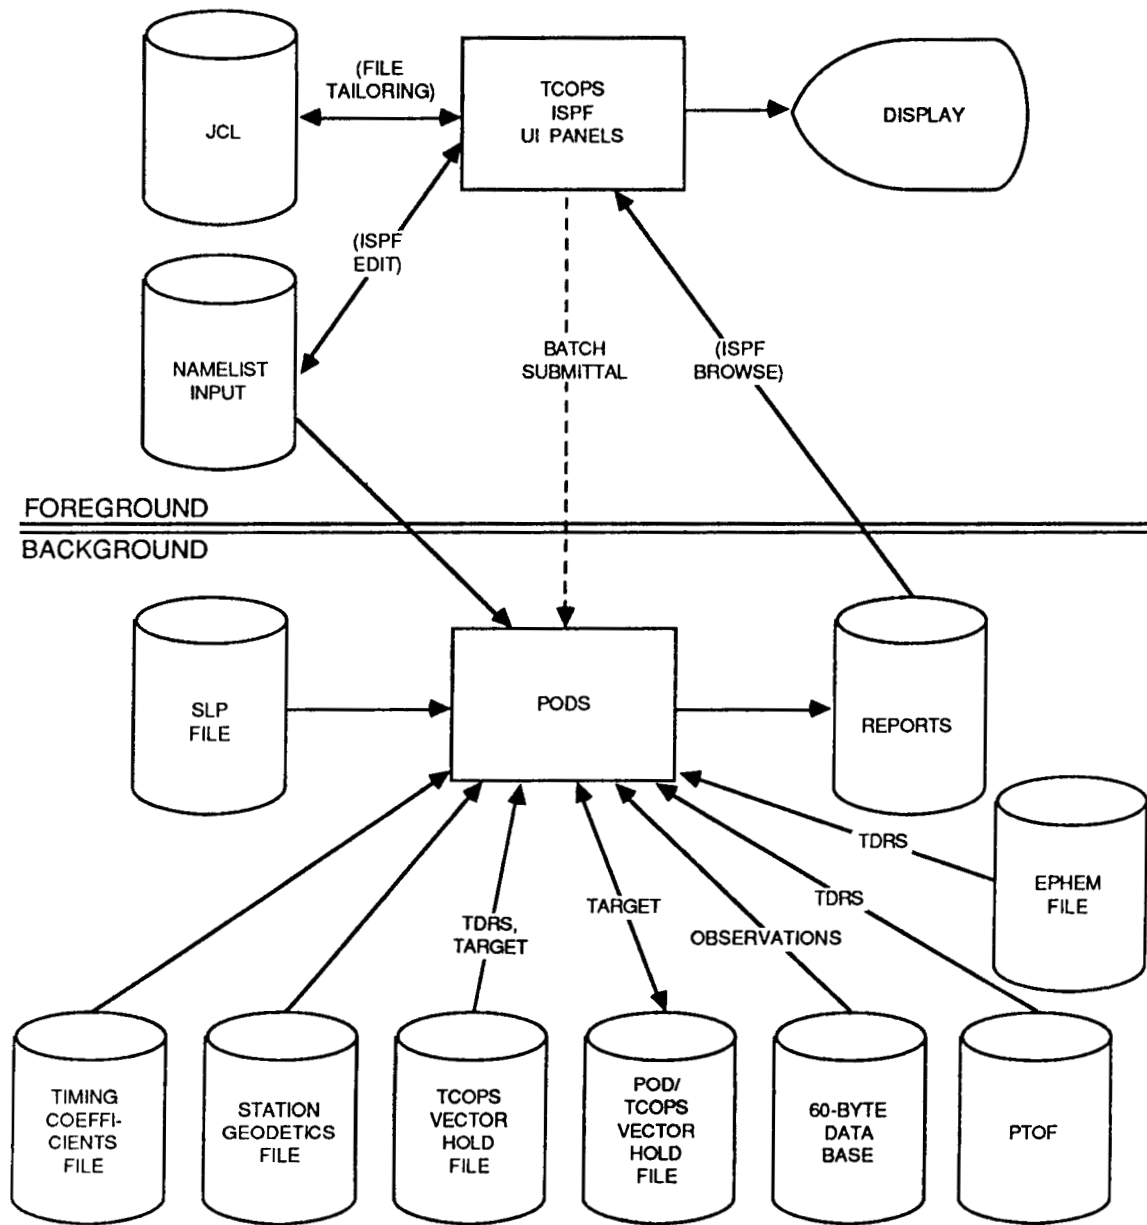 JCL
(FILE
TAILORING)
TCOPS
ISPF
UI PANELS
DISPLAY
(ISPF
EDIT)
NAMELIST
INPUT
BATCH
SUBMITTAL
(ISPF
BROWSE)
FOREGROUND
BACKGROUND
SLP
FILE
PODS
REPORTS
TDRS
EPHEM
FILE
TDRS
TARGET
TDRS,
TARGET
OBSERVATIONS
TIMING
COEFFI-
CIENTS
FILE
STATION
GEODETICS
FILE
TCOPS
VECTOR
HOLD
FILE
POD/
TCOPS
VECTOR
HOLD
FILE
60-BYTE
DATA
BASE
PTOF